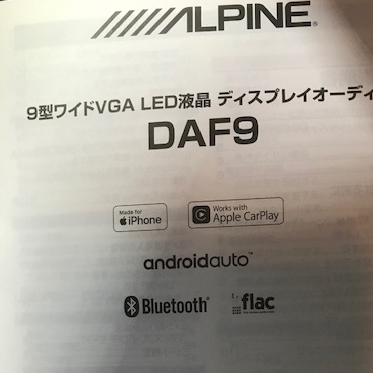 ALPINE
9型ワイドVGA LED液晶 ディスプレイオーディ
DAF9
Made for
iPhone
Works with
Apple CarPlay
androidauto™
Bluetooth®
flac